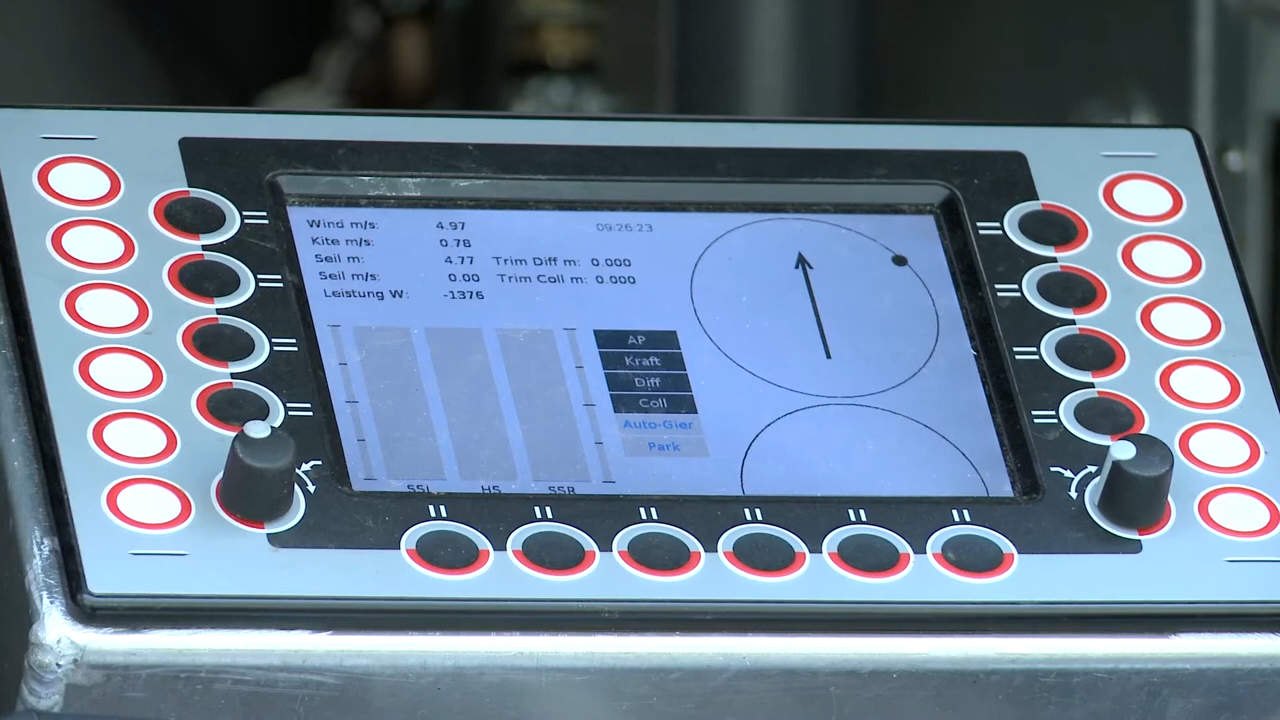 Wind m/s: 4.97 09:26:23
Kite m/s: 0.78
Seil m: 4.77 Trim Diff m: 0.000
Seil m/s: 0.00 Trim Coll m: 0.000
Leistung W: -1376
AP
Kraft
Diff
Coll
Auto-Gier
Park
SSL HS SSR